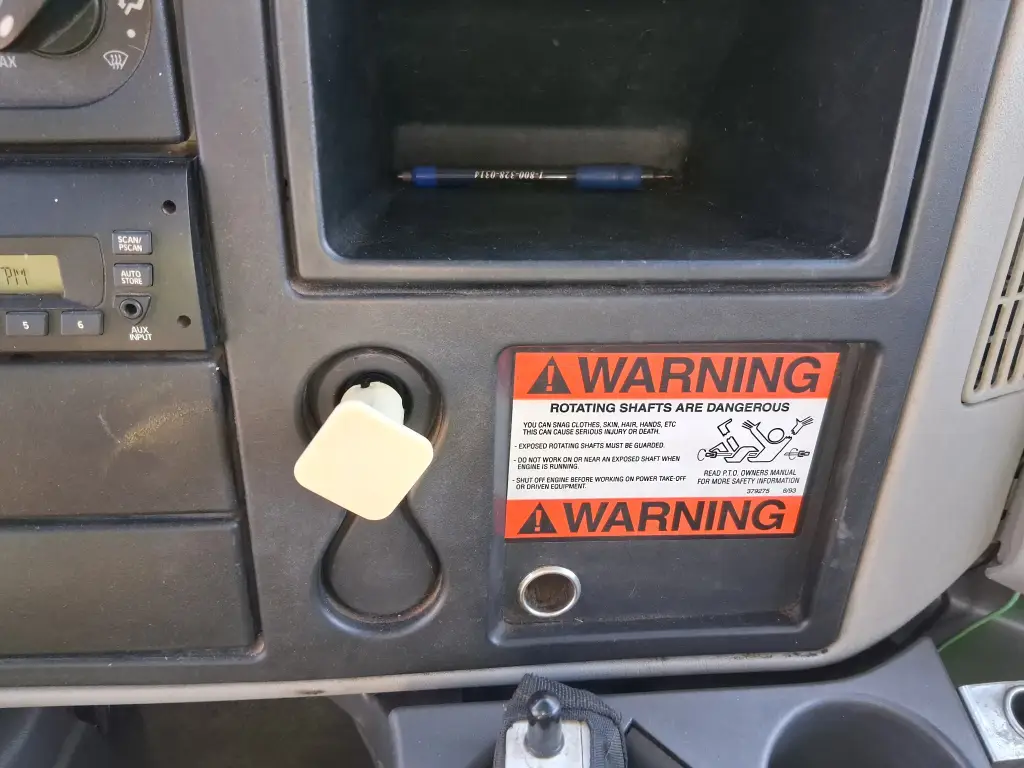 AX
1-800-328-0314
SCAN/
PSCAN
PM
AUTO
STORE
5
6
AUX
INPUT
WARNING
ROTATING SHAFTS ARE DANGEROUS
YOU CAN SNAG CLOTHES, SKIN, HAIR, HANDS, ETC
THIS CAN CAUSE SERIOUS INJURY OR DEATH.
- EXPOSED ROTATING SHAFTS MUST BE GUARDED.
- DO NOT WORK ON OR NEAR AN EXPOSED SHAFT WHEN
ENGINE IS RUNNING.
- SHUT OFF ENGINE BEFORE WORKING ON POWER TAKE-OFF
OR DRIVEN EQUIPMENT.
READ P.T.O. OWNERS MANUAL
FOR MORE SAFETY INFORMATION
379275 6/93
WARNING